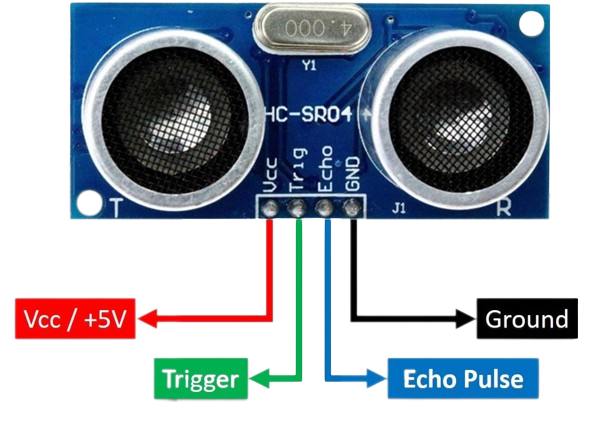 4.000
Y1
HC-SR04
Vcc
Trig
Echo
GND
T
J1
R
Vcc / +5V
Ground
Trigger
Echo Pulse